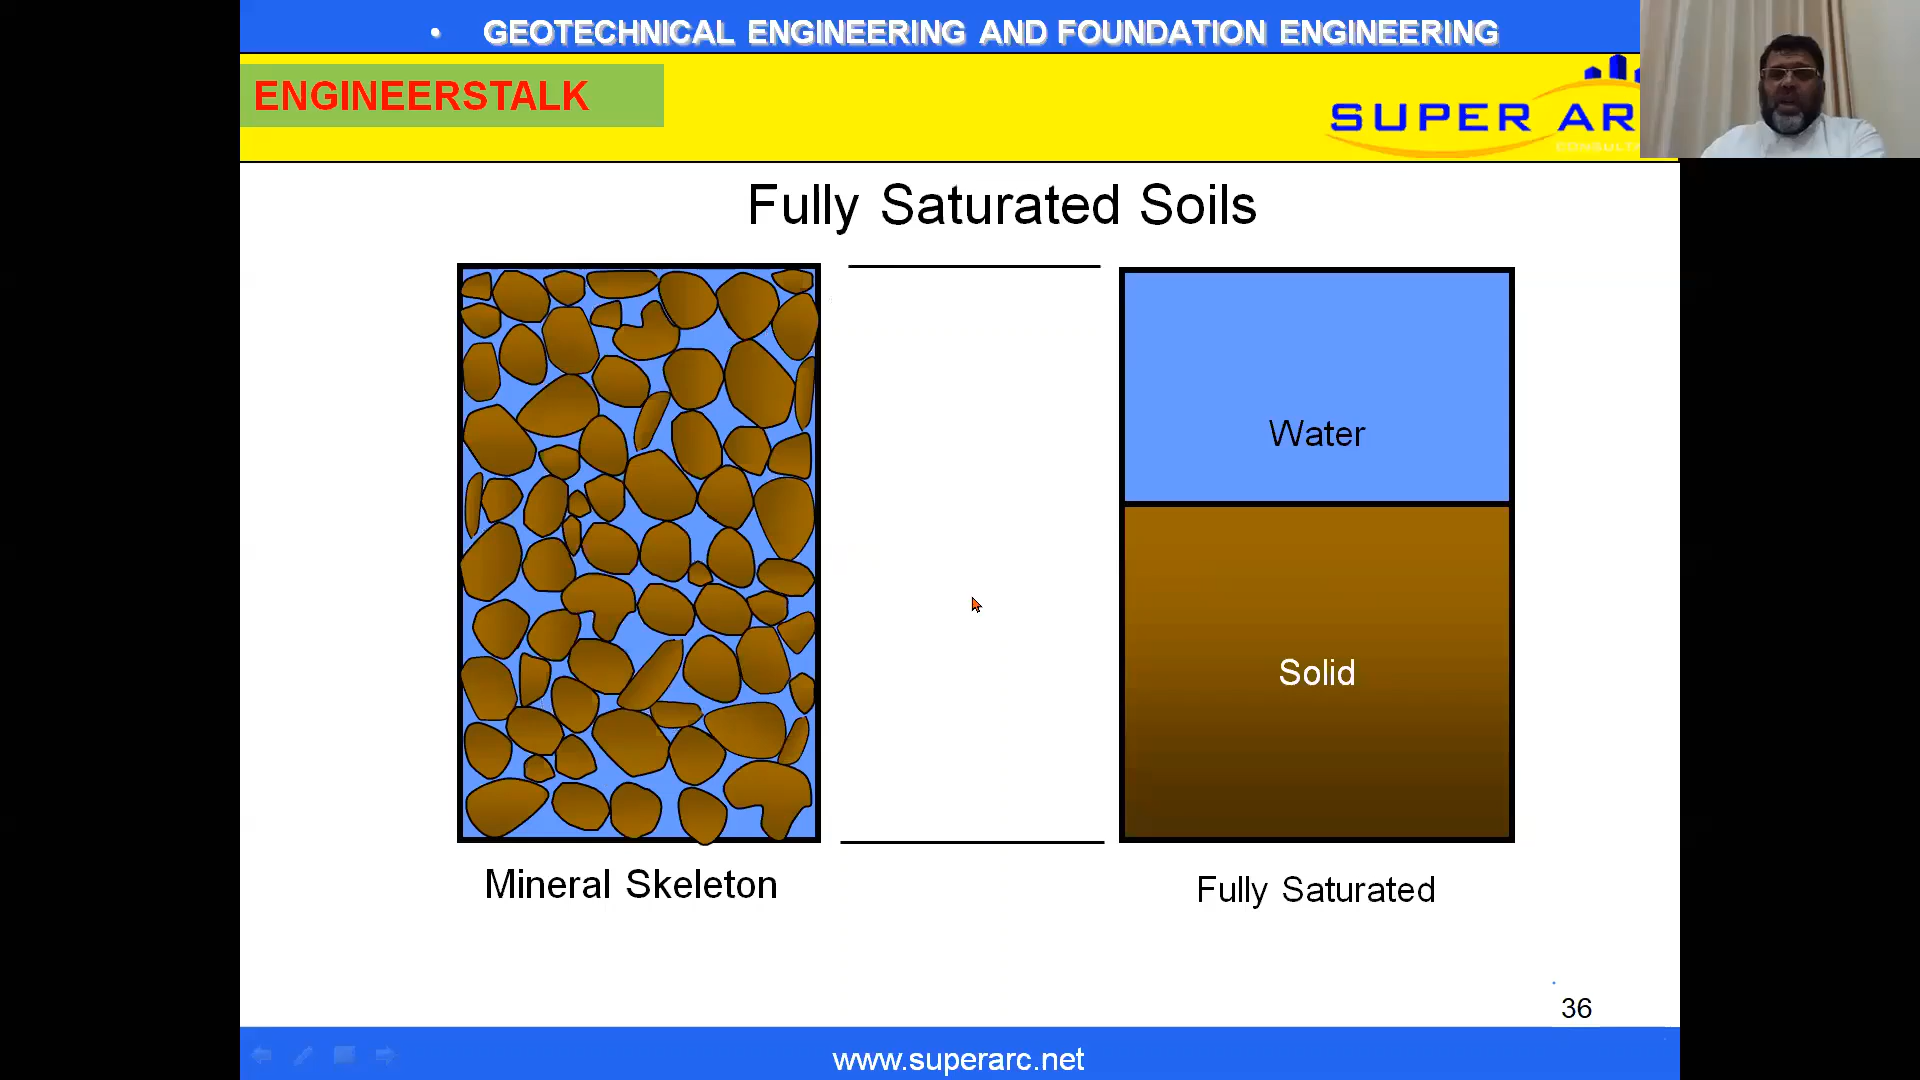 • GEOTECHNICAL ENGINEERING AND FOUNDATION ENGINEERING
ENGINEERSTALK
SUPER AR
CONSULT
Fully Saturated Soils
Water
Solid
Mineral Skeleton
Fully Saturated
36
www.superarc.net